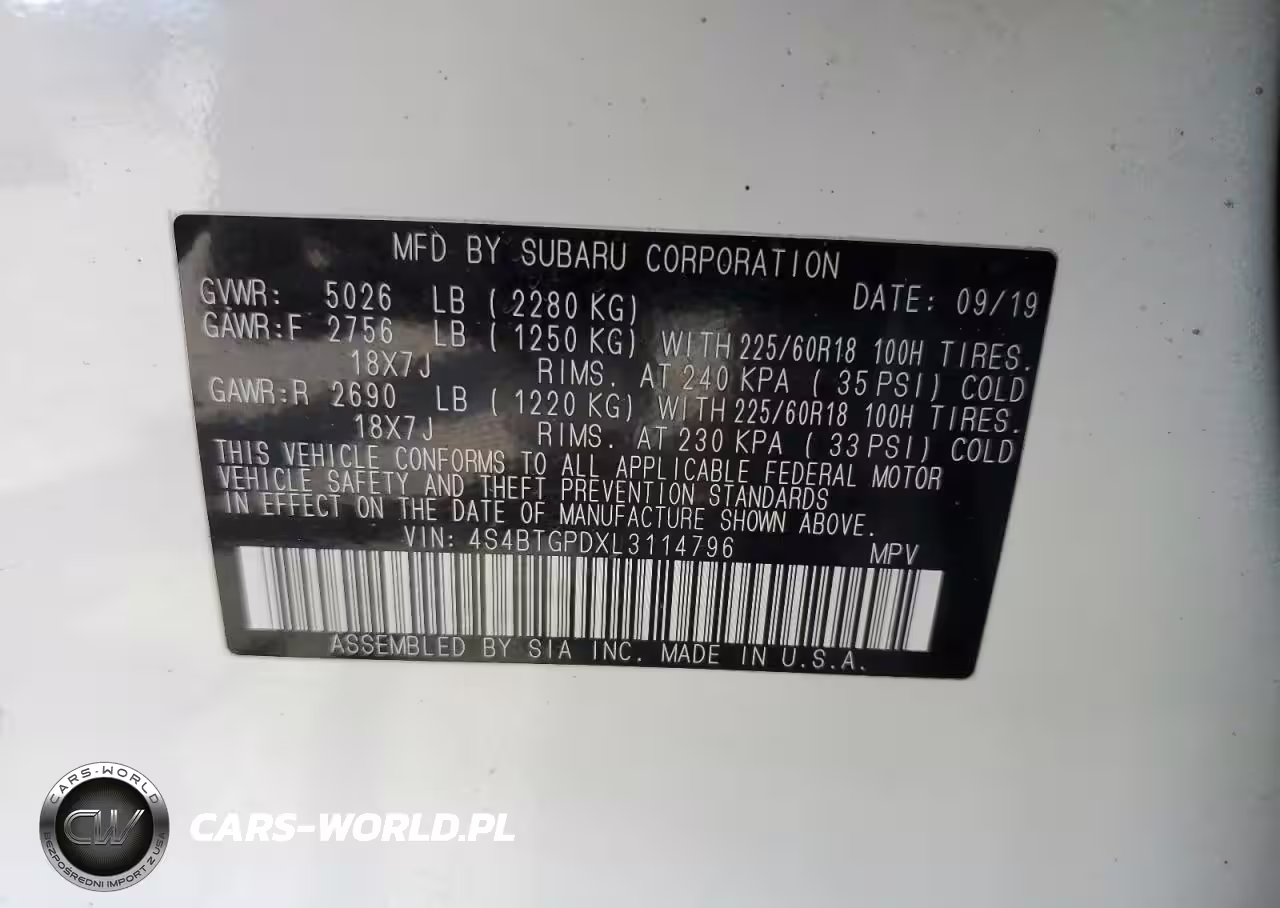 MFD BY SUBARU CORPORATION
GVWR: 5026 LB ( 2280 KG) DATE: 09/19
GAWR:F 2756 LB ( 1250 KG) WITH 225/60R18 100H TIRES.
18X7J RIMS. AT 240 KPA ( 35 PSI) COLD
GAWR:R 2690 LB ( 1220 KG) WITH 225/60R18 100H TIRES.
18X7J RIMS. AT 230 KPA ( 33 PSI) COLD
THIS VEHICLE CONFORMS TO ALL APPLICABLE FEDERAL MOTOR
VEHICLE SAFETY AND THEFT PREVENTION STANDARDS
IN EFFECT ON THE DATE OF MANUFACTURE SHOWN ABOVE.
VIN: 4S4BTGPDXL3114796 MPV
ASSEMBLED BY SIA INC. MADE IN U.S.A.
CARS-WORLD
CW
BEZPOŚREDNI IMPORT Z USA
CARS-WORLD.PL